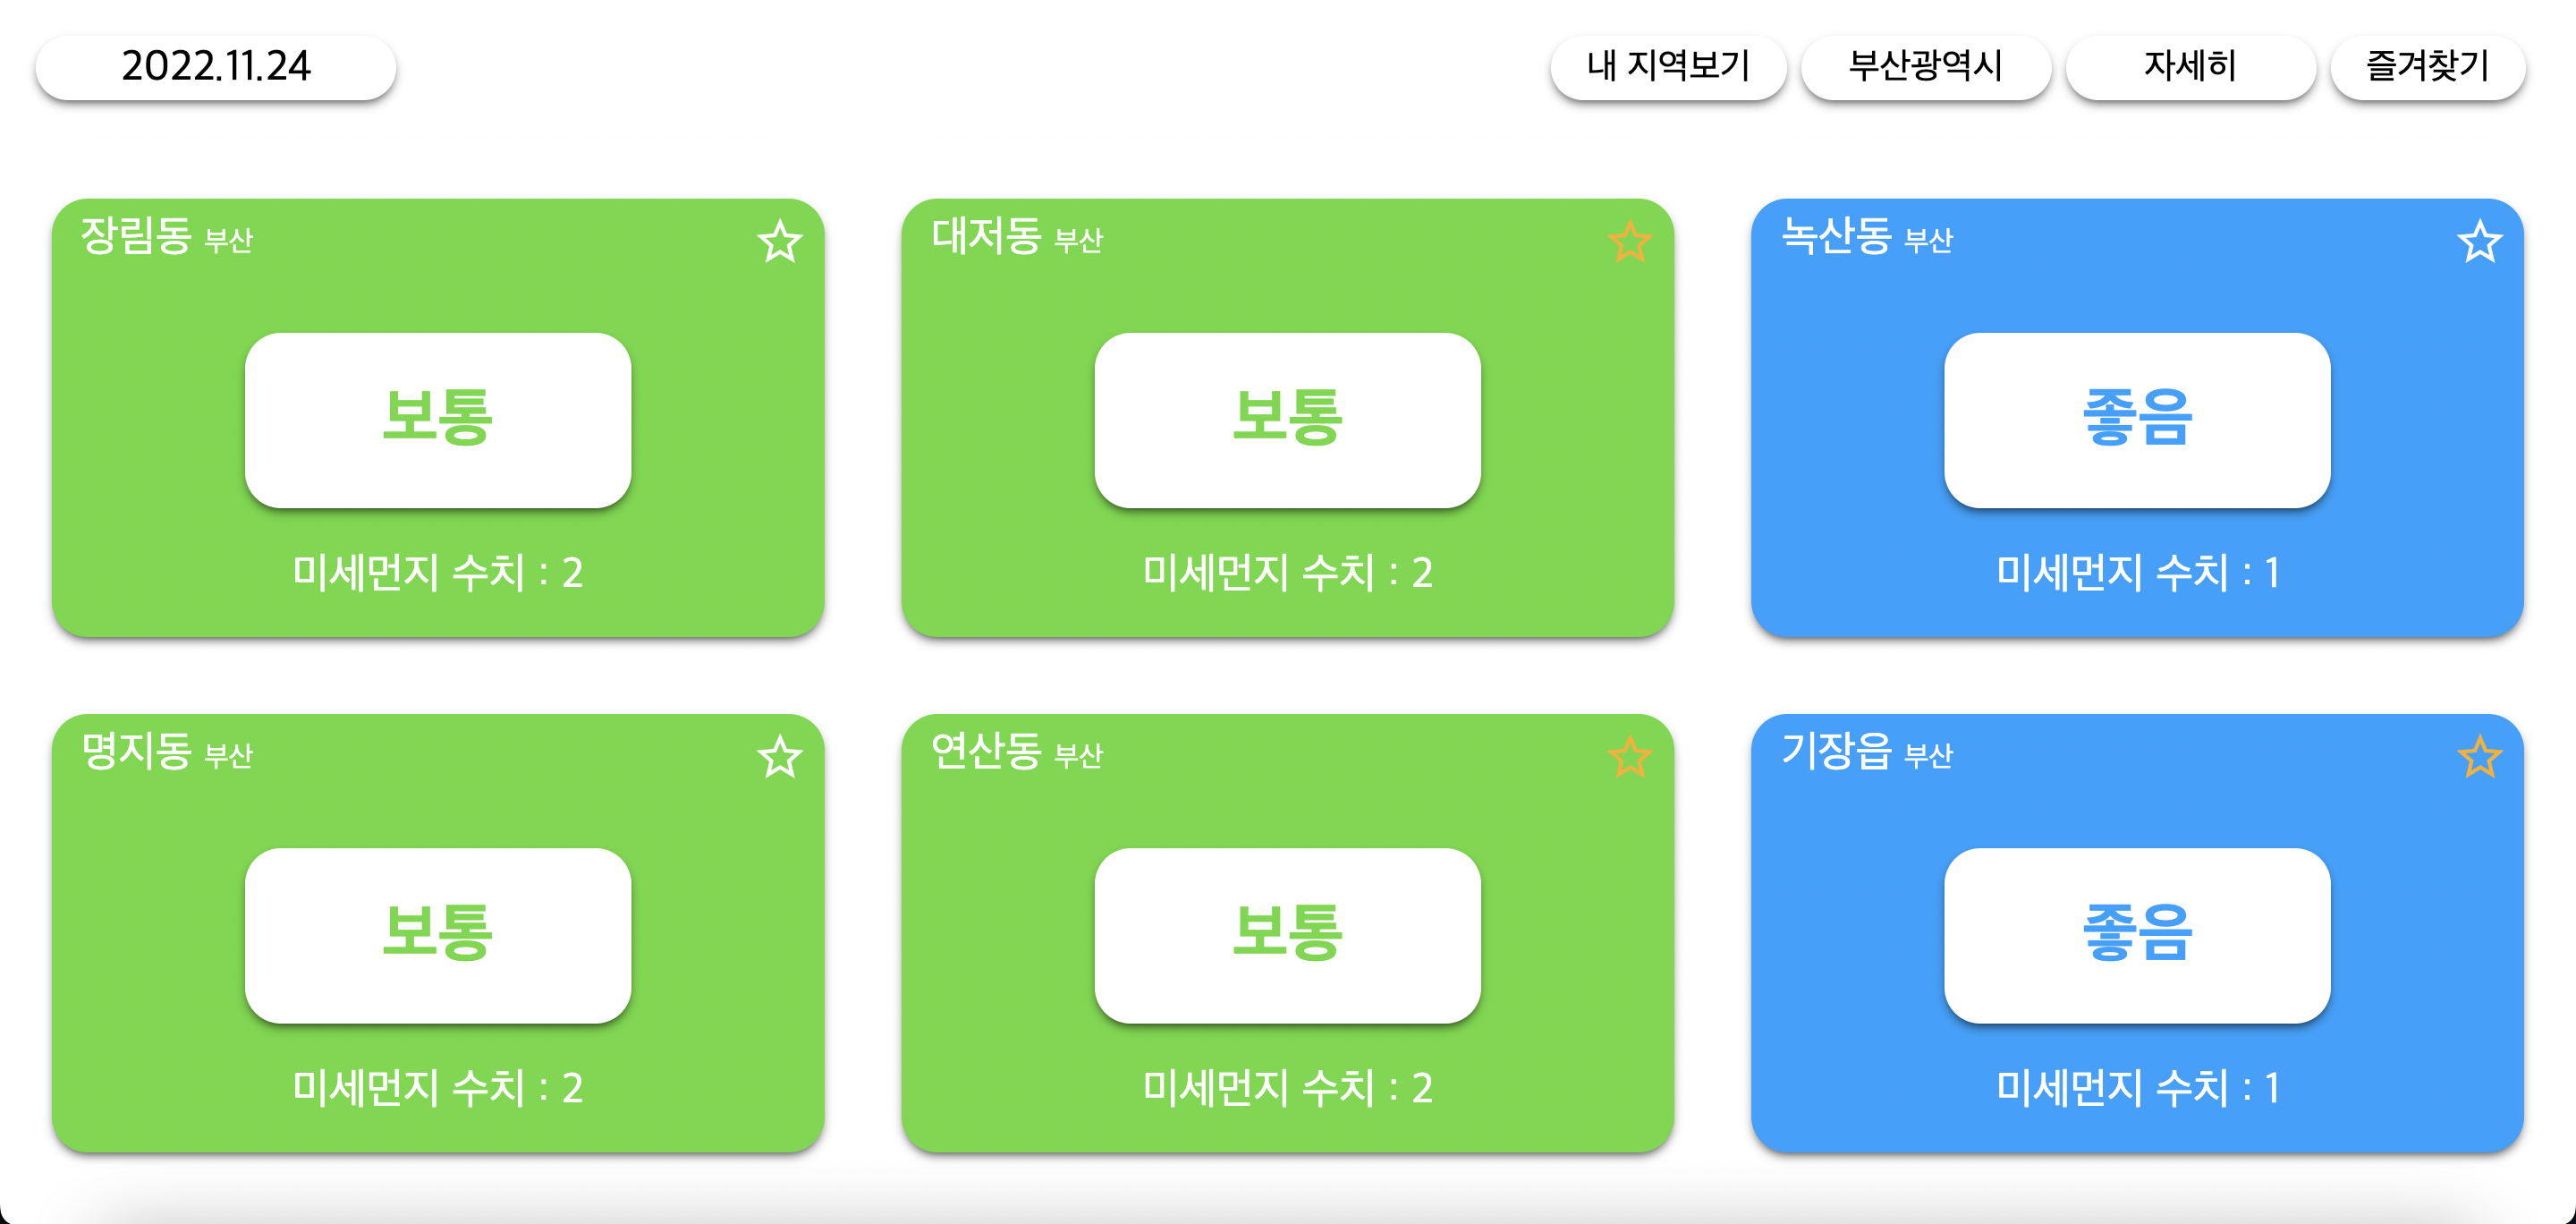 2022.11.24
내 지역보기
부산광역시
자세히
즐겨찾기
장림동 부산
보통
미세먼지 수치 : 2
대저동 부산
보통
미세먼지 수치 : 2
녹산동 부산
좋음
미세먼지 수치 : 1
명지동 부산
보통
미세먼지 수치 : 2
연산동 부산
보통
미세먼지 수치 : 2
기장읍 부산
좋음
미세먼지 수치 : 1